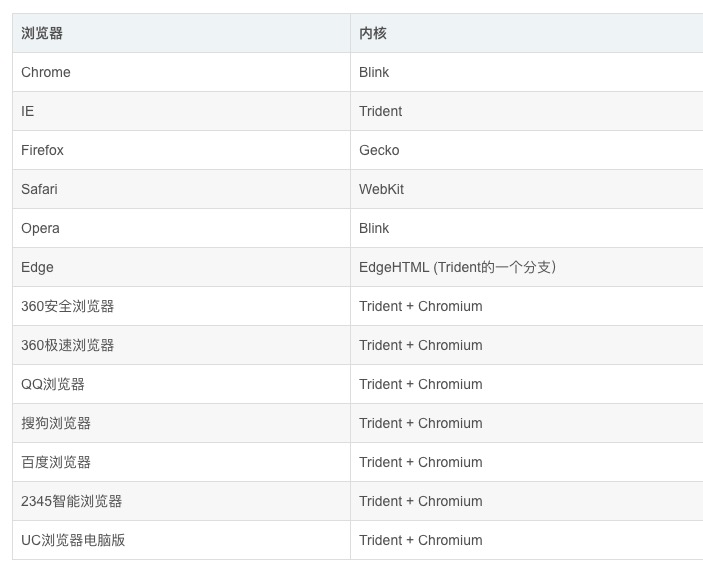 浏览器 内核
Chrome Blink
IE Trident
Firefox Gecko
Safari WebKit
Opera Blink
Edge EdgeHTML (Trident的一个分支）
360安全浏览器 Trident + Chromium
360极速浏览器 Trident + Chromium
QQ浏览器 Trident + Chromium
搜狗浏览器 Trident + Chromium
百度浏览器 Trident + Chromium
2345智能浏览器 Trident + Chromium
UC浏览器电脑版 Trident + Chromium